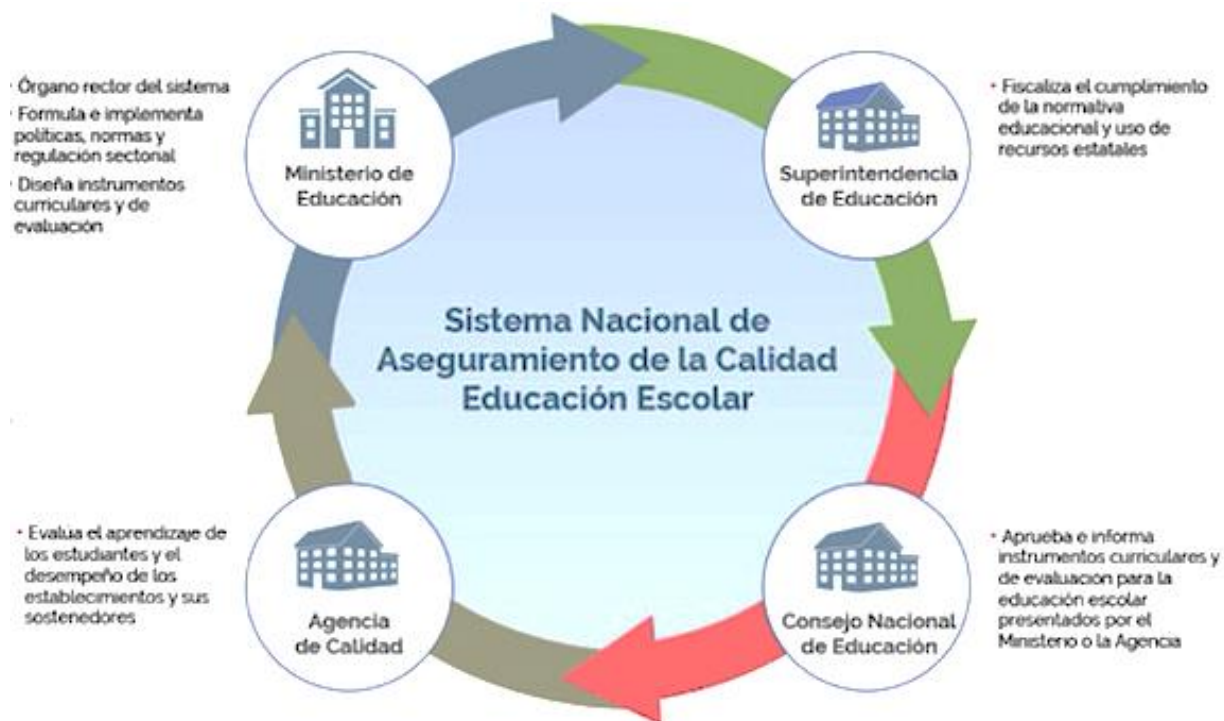 · Órgano rector del sistema
· Formula e implementa
políticas, normas y
regulación sectorial
· Diseña instrumentos
curriculares y de
evaluación
Ministerio de
Educación
Superintendencia
de Educación
• Fiscaliza el cumplimiento
de la normativa
educacional y uso de
recursos estatales
Sistema Nacional de
Aseguramiento de la Calidad
Educación Escolar
• Evalúa el aprendizaje de
los estudiantes y el
desempeño de los
establecimientos y sus
sostenedores
Agencia
de Calidad
Consejo Nacional
de Educación
• Aprueba e informa
instrumentos curriculares y
de evaluación para la
educación escolar
presentados por el
Ministerio o la Agencia